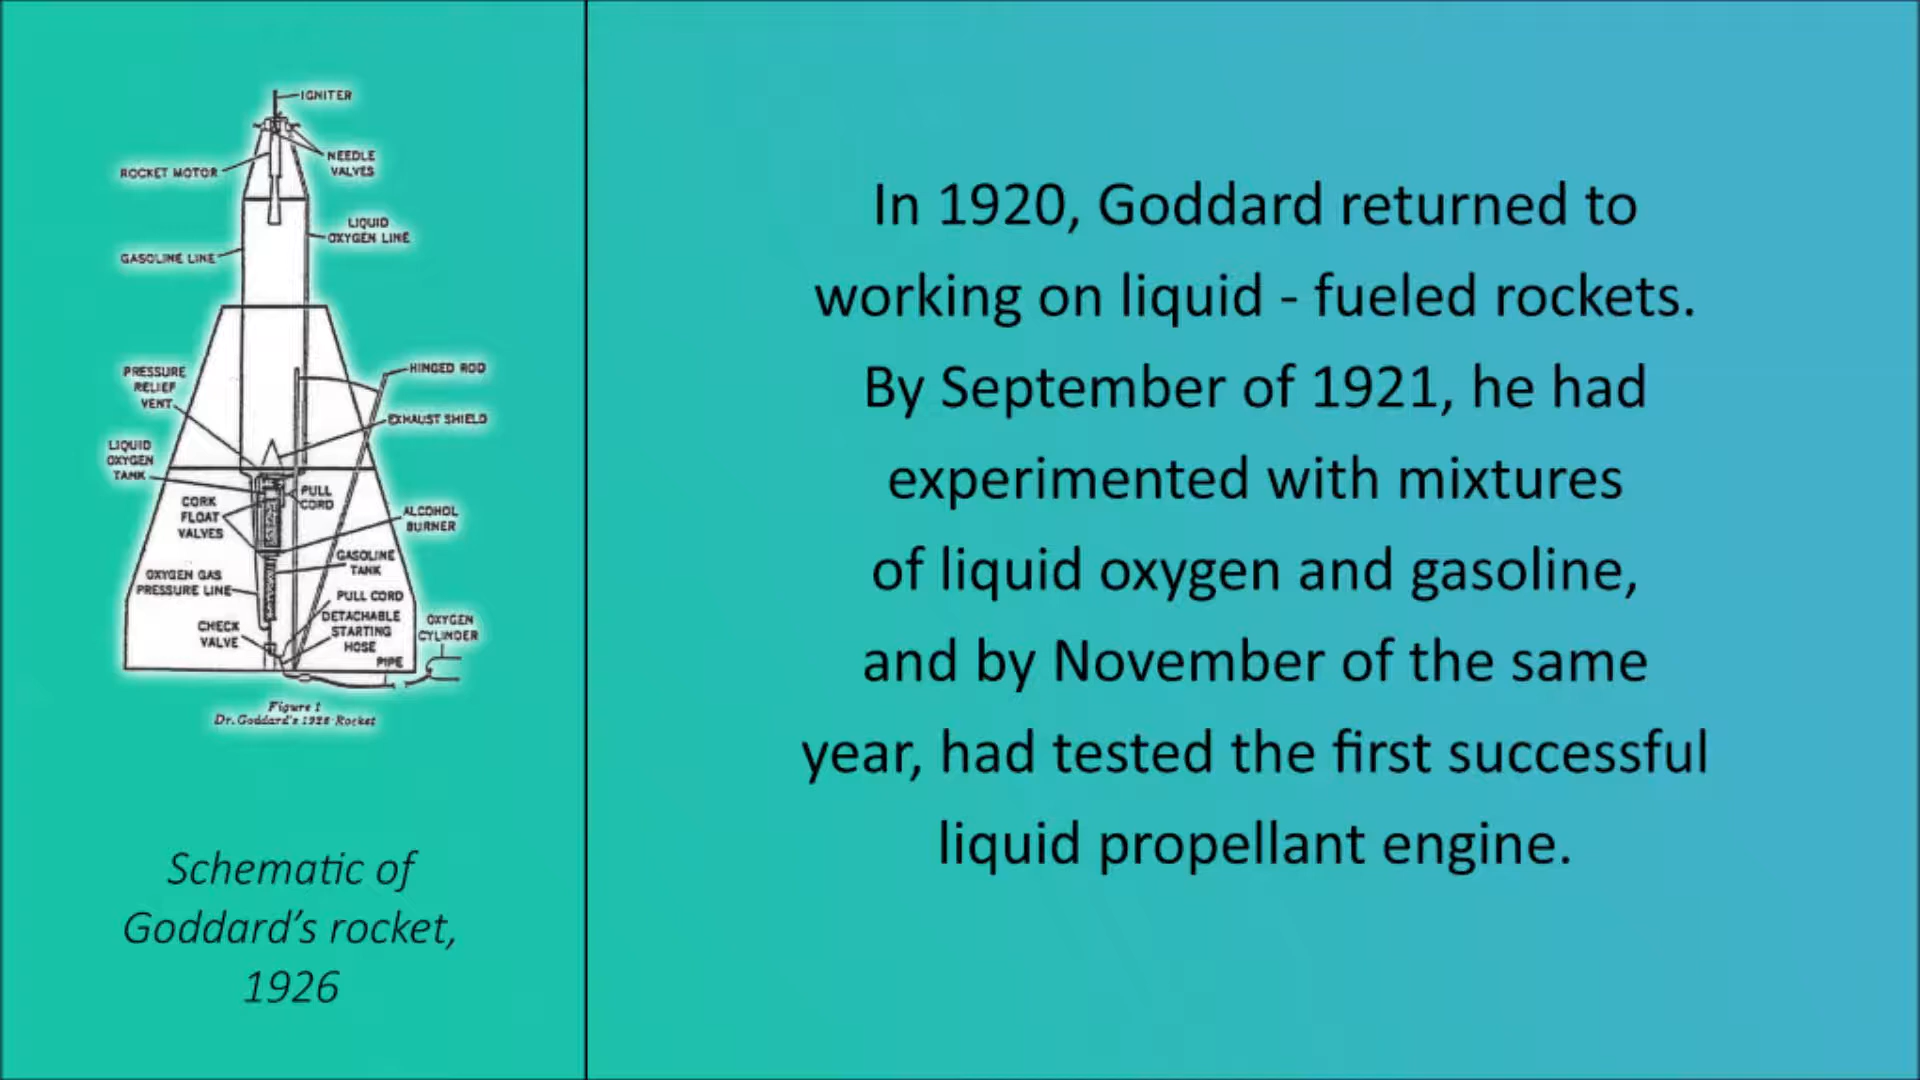 IGNITER
NEEDLE
VALVES
ROCKET MOTOR
LIQUID
OXYGEN LINE
GASOLINE LINE
PRESSURE
RELIEF
VENT
HINGED ROD
EXHAUST SHIELD
LIQUID
OXYGEN
TANK
PULL
CORD
CORK
FLOAT
VALVES
ALCOHOL
BURNER
GASOLINE
TANK
OXYGEN GAS
PRESSURE LINE
PULL CORD
DETACHABLE
STARTING
HOSE
OXYGEN
CYLINDER
CHECK
VALVE
PIPE
Figure 1
Dr. Goddard's 1926 Rocket
Schematic of
Goddard’s rocket,
1926
In 1920, Goddard returned to
working on liquid - fueled rockets.
By September of 1921, he had
experimented with mixtures
of liquid oxygen and gasoline,
and by November of the same
year, had tested the first successful
liquid propellant engine.